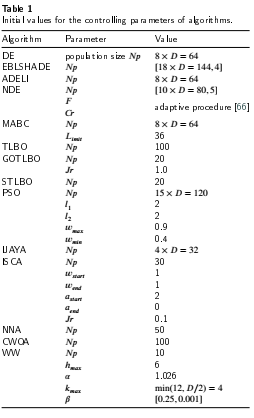 Table 1
Initial values for the controlling parameters of algorithms.
Algorithm Parameter Value
DE population size Np 8 × D = 64
EBLSHADE Np [18 × D = 144, 4]
ADELI Np 8 × D = 64
NDE Np [10 × D = 80, 5]
F
Cr adaptive procedure [66]
MABC Np 8 × D = 64
Llimit 36
TLBO Np 100
GOTLBO Np 20
Jr 1.0
STLBO Np 20
PSO Np 15 × D = 120
l1 2
l2 2
wmax 0.9
wmin 0.4
IJAYA Np 4 × D = 32
ISCA Np 30
wstart 1
wend 1
astart 2
aend 0
Jr 0.1
NNA Np 50
CWOA Np 100
WW Np 10
hmax 6
α 1.026
kmax min(12, D/2) = 4
β [0.25, 0.001]